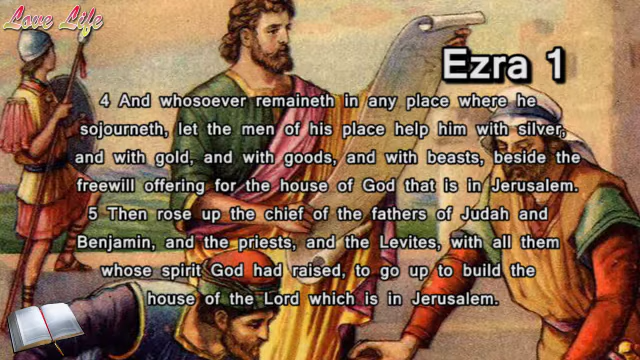 Love Life
Ezra 1
4 And whosoever remaineth in any place where he
sojourneth, let the men of his place help him with silver,
and with gold, and with goods, and with beasts, beside the
freewill offering for the house of God that is in Jerusalem.
5 Then rose up the chief of the fathers of Judah and
Benjamin, and the priests, and the Levites, with all them
whose spirit God had raised, to go up to build the
house of the Lord which is in Jerusalem.